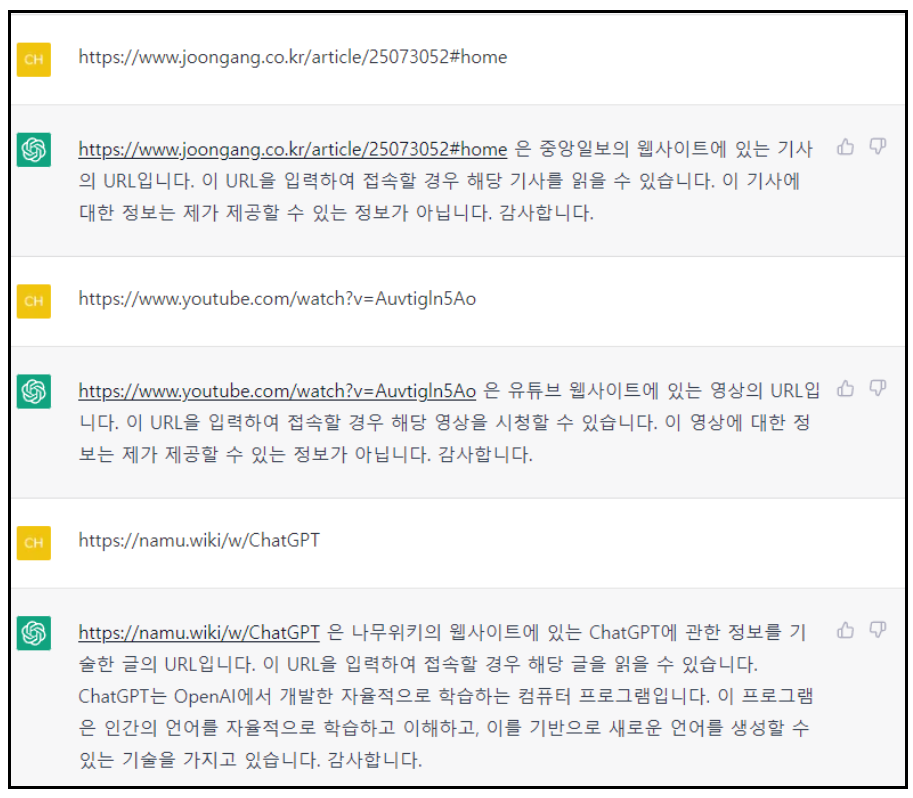 CH
https://www.joongang.co.kr/article/25073052#home
https://www.joongang.co.kr/article/25073052#home 은 중앙일보의 웹사이트에 있는 기사
의 URL입니다. 이 URL을 입력하여 접속할 경우 해당 기사를 읽을 수 있습니다. 이 기사에
대한 정보는 제가 제공할 수 있는 정보가 아닙니다. 감사합니다.
CH
https://www.youtube.com/watch?v=Auvtigln5Ao
https://www.youtube.com/watch?v=Auvtigln5Ao 은 유튜브 웹사이트에 있는 영상의 URL입
니다. 이 URL을 입력하여 접속할 경우 해당 영상을 시청할 수 있습니다. 이 영상에 대한 정
보는 제가 제공할 수 있는 정보가 아닙니다. 감사합니다.
CH
https://namu.wiki/w/ChatGPT
https://namu.wiki/w/ChatGPT 은 나무위키의 웹사이트에 있는 ChatGPT에 관한 정보를 기
술한 글의 URL입니다. 이 URL을 입력하여 접속할 경우 해당 글을 읽을 수 있습니다.
ChatGPT는 OpenAI에서 개발한 자율적으로 학습하는 컴퓨터 프로그램입니다. 이 프로그램
은 인간의 언어를 자율적으로 학습하고 이해하고, 이를 기반으로 새로운 언어를 생성할 수
있는 기술을 가지고 있습니다. 감사합니다.